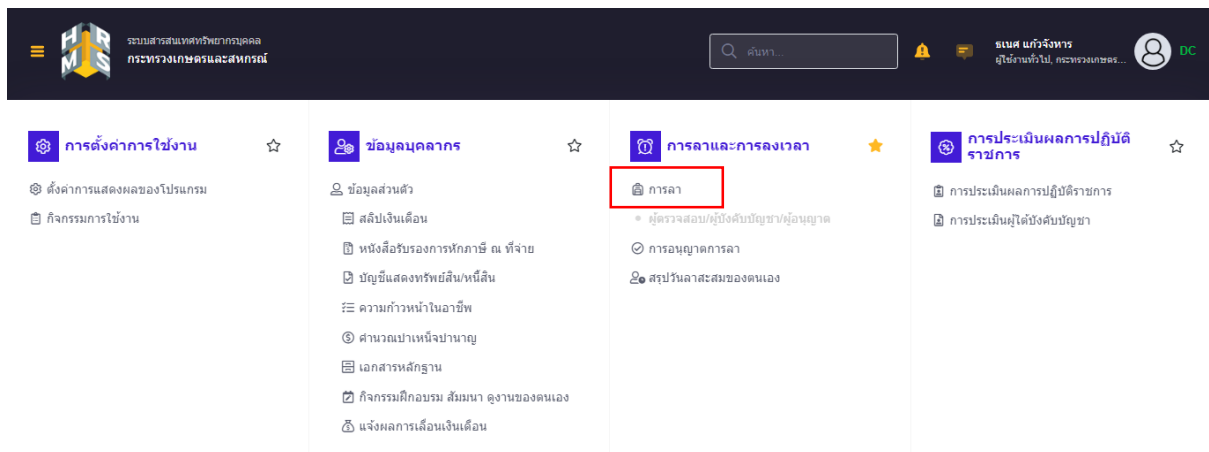 HR
MS
ระบบสารสนเทศทรัพยากรบุคคล
กระทรวงเกษตรและสหกรณ์
ค้นหา...
ธเนศ แก้วจังหาร
ผู้ใช้งานทั่วไป, กระทรวงเกษตร...
DC
การตั้งค่าการใช้งาน
ตั้งค่าการแสดงผลของโปรแกรม
กิจกรรมการใช้งาน
ข้อมูลบุคลากร
ข้อมูลส่วนตัว
สลิปเงินเดือน
หนังสือรับรองการหักภาษี ณ ที่จ่าย
บัญชีแสดงทรัพย์สิน/หนี้สิน
ความก้าวหน้าในอาชีพ
คำนวณบำเหน็จบำนาญ
เอกสารหลักฐาน
กิจกรรมฝึกอบรม สัมมนา ดูงานของตนเอง
แจ้งผลการเลื่อนเงินเดือน
การลาและการลงเวลา
การลา
ผู้ตรวจสอบ/ผู้บังคับบัญชา/ผู้อนุญาต
การอนุญาตการลา
สรุปวันลาสะสมของตนเอง
การประเมินผลการปฏิบัติ
ราชการ
การประเมินผลการปฏิบัติราชการ
การประเมินผู้ใต้บังคับบัญชา